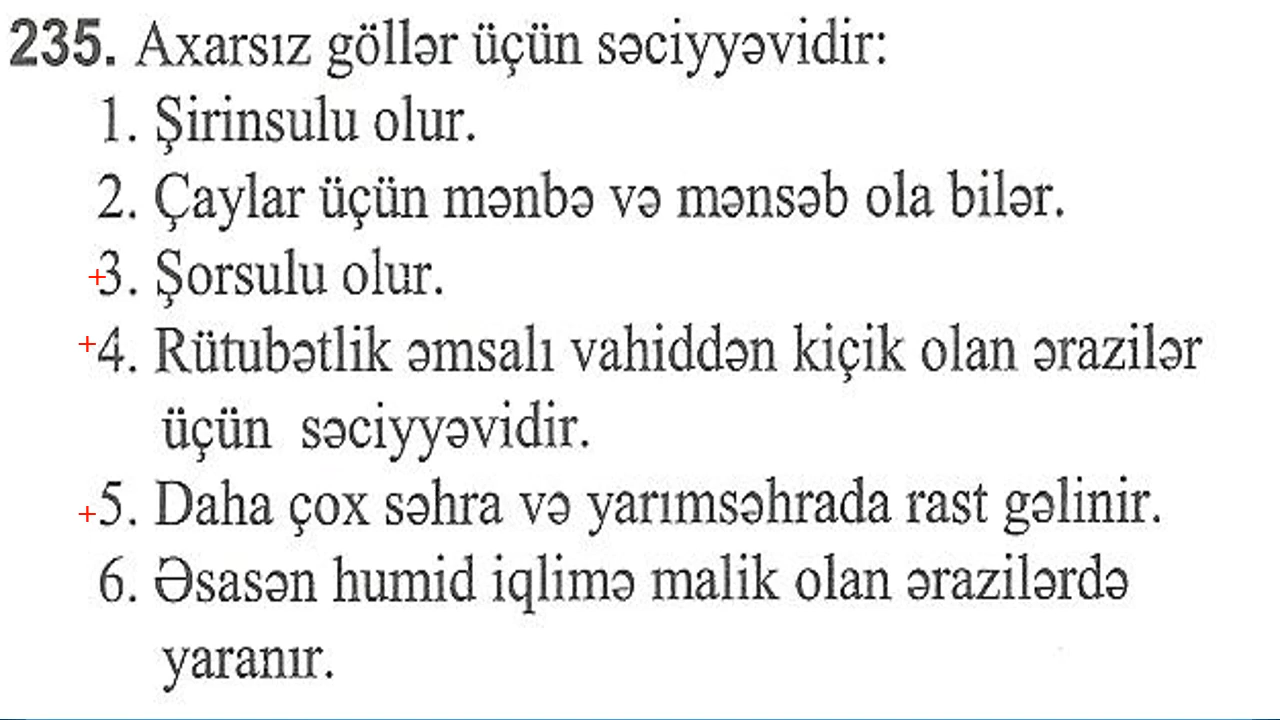 235. Axarsız göllər üçün səciyyəvidir:
1. Şirinsulu olur.
2. Çaylar üçün mənbə və mənsəb ola bilər.
+3. Şorsulu olur.
+4. Rütubətlik əmsalı vahiddən kiçik olan ərazilər
üçün səciyyəvidir.
+5. Daha çox səhra və yarımsəhrada rast gəlinir.
6. Əsasən humid iqlimə malik olan ərazilərdə
yaranır.